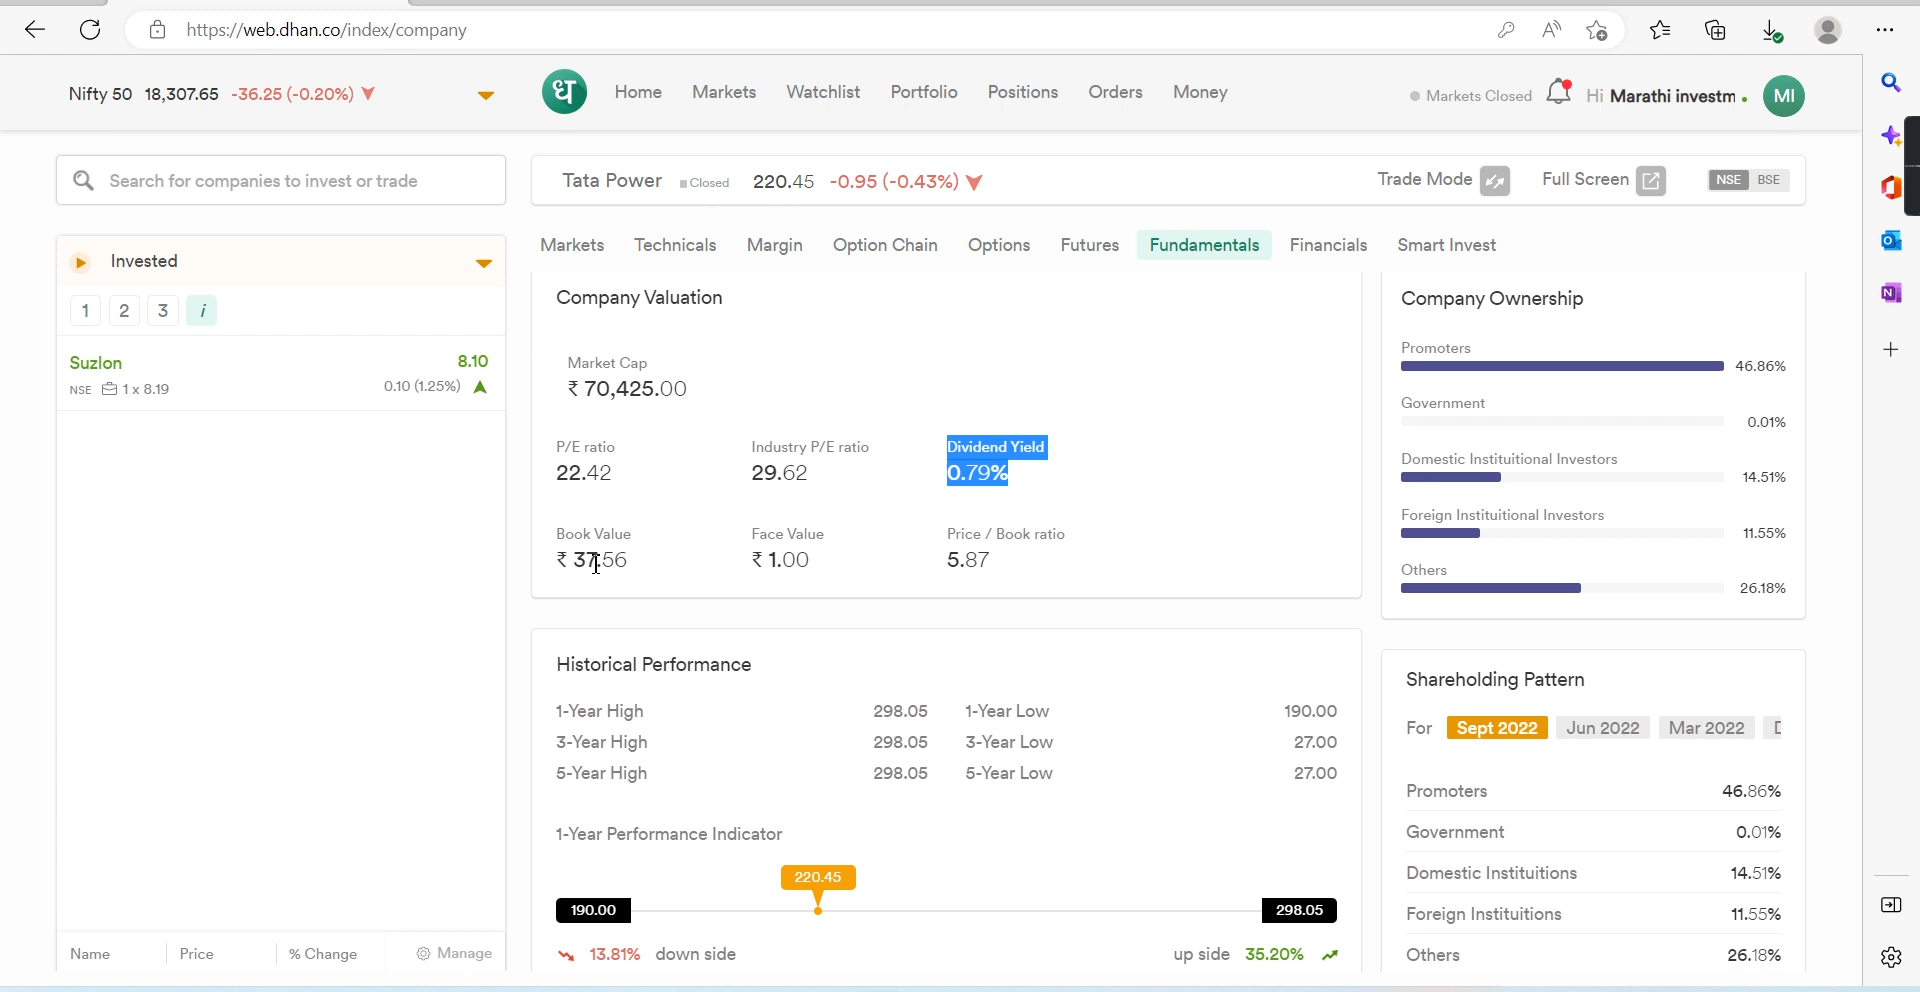 https://web.dhan.co/index/company
Nifty 50 18,307.65 -36.25 (-0.20%)
ध
Home Markets Watchlist Portfolio Positions Orders Money
Markets Closed Hi Marathi investm MI
Search for companies to invest or trade
Tata Power Closed 220.45 -0.95 (-0.43%)
Trade Mode Full Screen NSE BSE
Markets Technicals Margin Option Chain Options Futures Fundamentals Financials Smart Invest
Invested
1 2 3 i
Suzlon 8.10
NSE 1 x 8.19 0.10 (1.25%)
Name Price % Change Manage
Company Valuation
Market Cap
₹ 70,425.00
P/E ratio Industry P/E ratio Dividend Yield
22.42 29.62 0.79%
Book Value Face Value Price / Book ratio
₹ 37.56 ₹ 1.00 5.87
Historical Performance
1-Year High 298.05 1-Year Low 190.00
3-Year High 298.05 3-Year Low 27.00
5-Year High 298.05 5-Year Low 27.00
1-Year Performance Indicator
220.45
190.00 298.05
13.81% down side up side 35.20%
Company Ownership
Promoters
46.86%
Government
0.01%
Domestic Instituitional Investors
14.51%
Foreign Instituitional Investors
11.55%
Others
26.18%
Shareholding Pattern
For Sept 2022 Jun 2022 Mar 2022
Promoters 46.86%
Government 0.01%
Domestic Instituitions 14.51%
Foreign Instituitions 11.55%
Others 26.18%